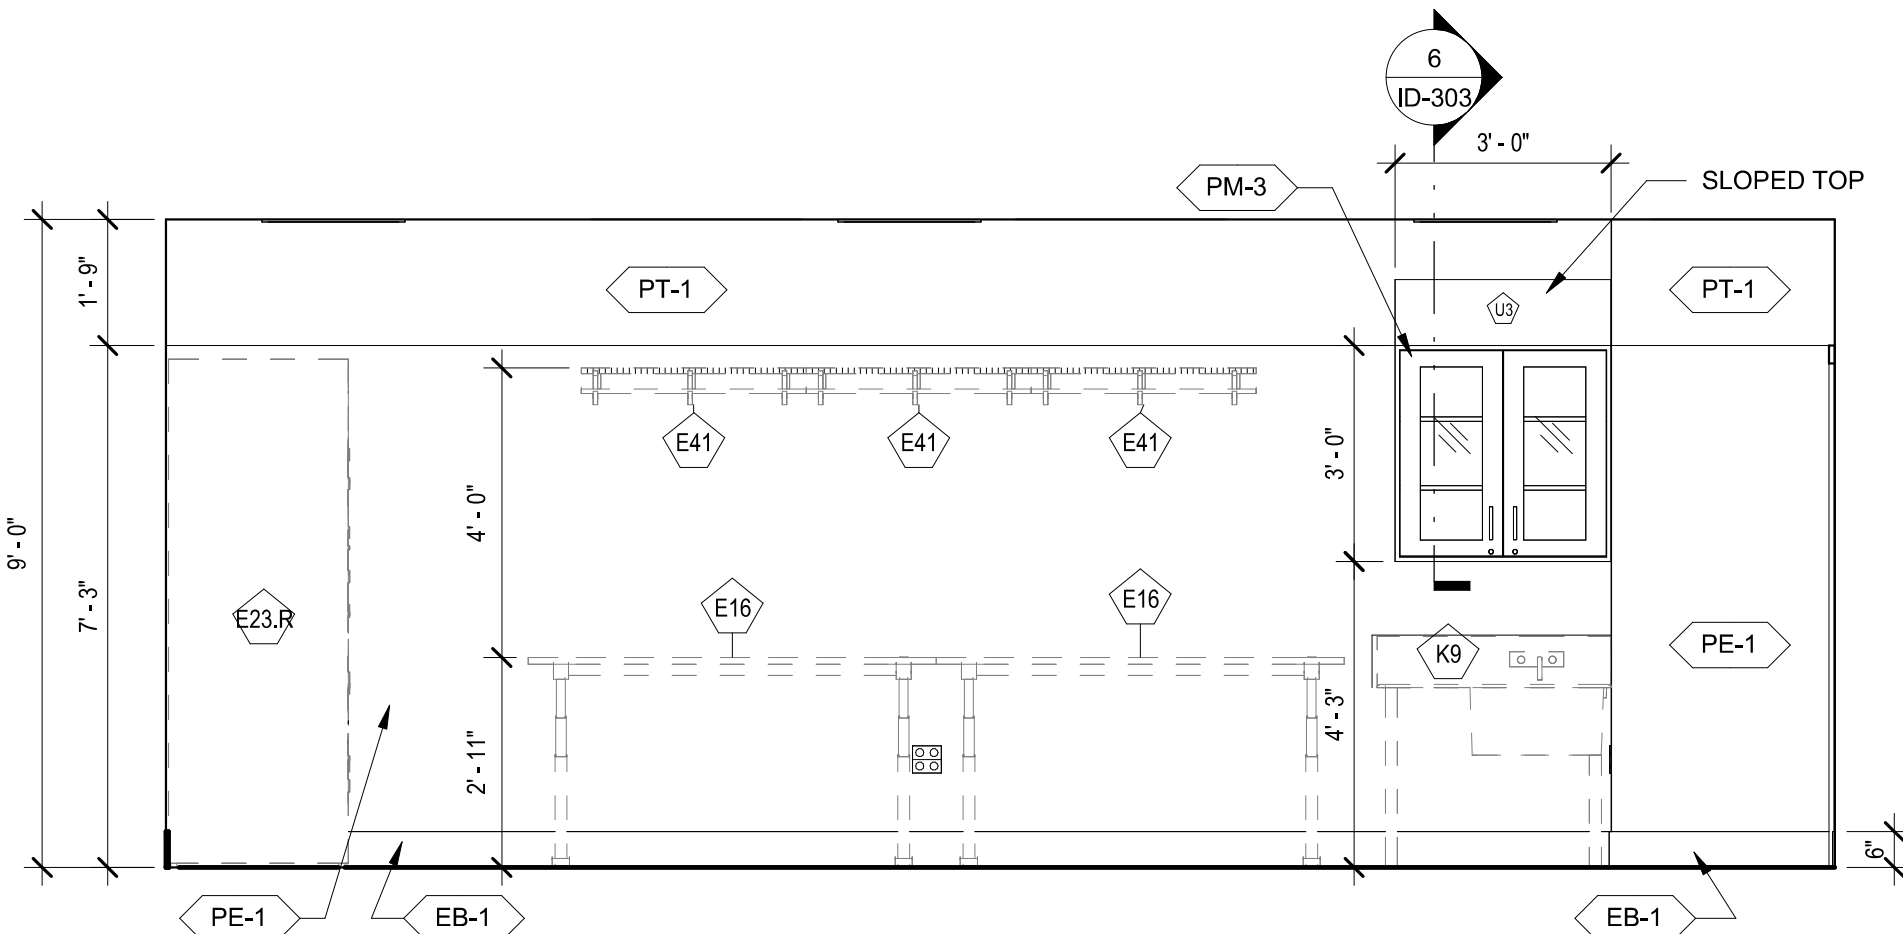 6
ID-303
3' - 0"
PM-3
SLOPED TOP
1' - 9"
PT-1
U3
PT-1
E41
E41
E41
3' - 0"
4' - 0"
9' - 0"
7' - 3"
E23.R
E16
E16
K9
PE-1
4' - 3"
2' - 11"
6"
PE-1
EB-1
EB-1